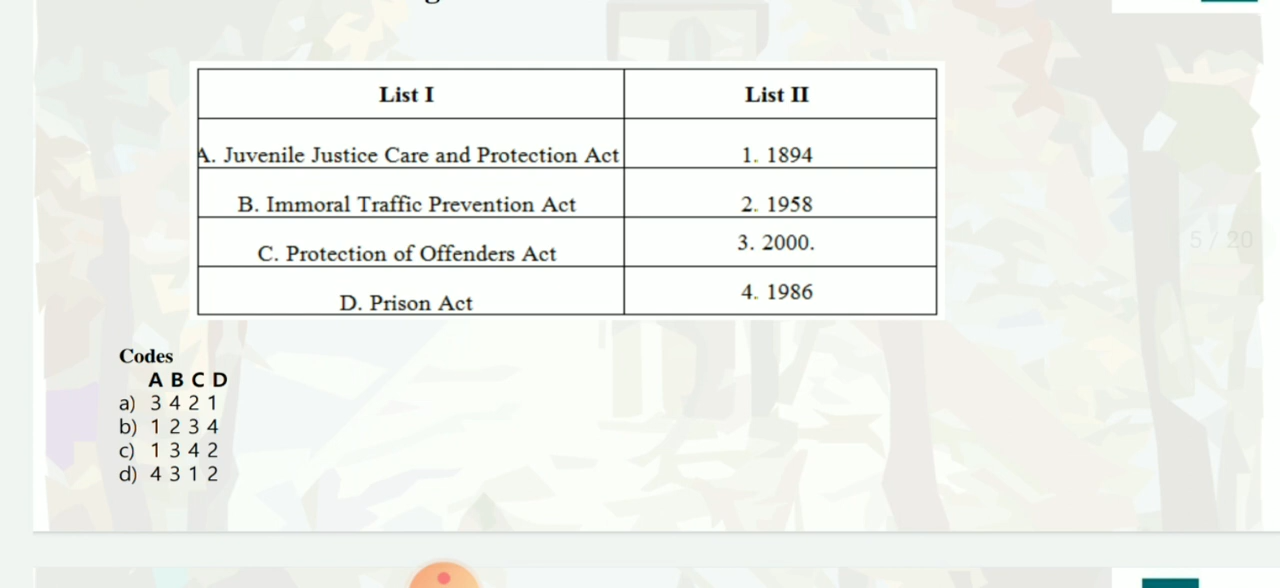 List I List II
A. Juvenile Justice Care and Protection Act 1. 1894
B. Immoral Traffic Prevention Act 2. 1958
C. Protection of Offenders Act 3. 2000.
D. Prison Act 4. 1986
5 / 20
Codes
A B C D
a) 3 4 2 1
b) 1 2 3 4
c) 1 3 4 2
d) 4 3 1 2